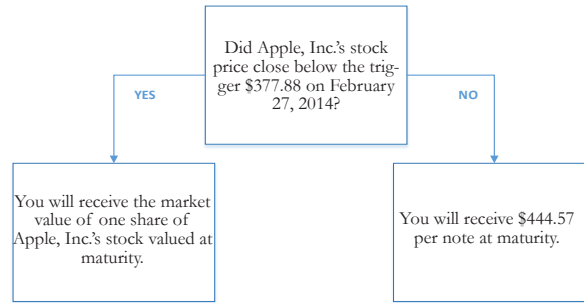 Did Apple, Inc.'s stock
price close below the trig-
ger $377.88 on February
27, 2014?
YES
NO
You will receive the market
value of one share of
Apple, Inc.'s stock valued at
maturity.
You will receive $444.57
per note at maturity.